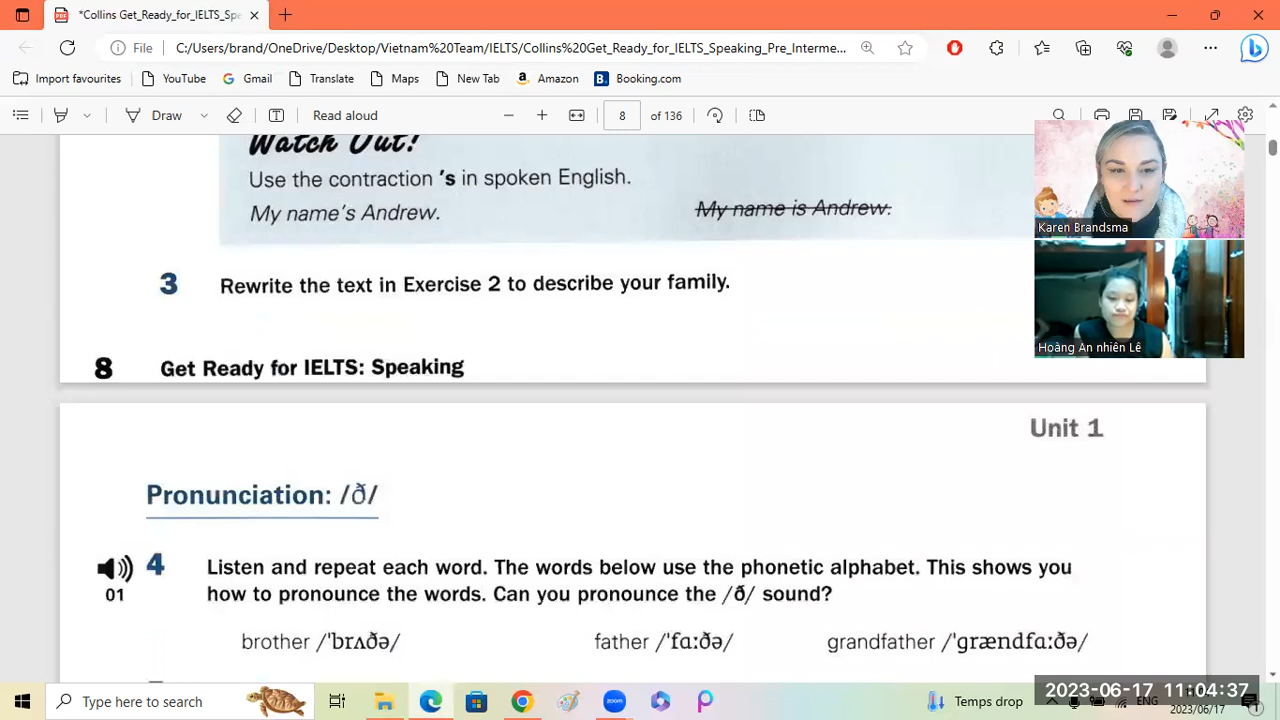 *Collins Get_Ready_for_IELTS_Spe
File
C:/Users/brand/OneDrive/Desktop/Vietnam%20Team/IELTS/Collins%20Get_Ready_for_IELTS_Speaking_Pre_Interme...
Import favourites
YouTube
Gmail
Translate
Maps
New Tab
Amazon
Booking.com
Draw
Read aloud
8
of 136
Watch Out!
Use the contraction 's in spoken English.
My name's Andrew.
My name is Andrew.
Karen Brandsma
3 Rewrite the text in Exercise 2 to describe your family.
Hoàng An nhiên Lê
8 Get Ready for IELTS: Speaking
Unit 1
Pronunciation: /ð/
4 Listen and repeat each word. The words below use the phonetic alphabet. This shows you
01 how to pronounce the words. Can you pronounce the /ð/ sound?
brother /ˈbrʌðə/ father /ˈfɑːðə/ grandfather /ˈɡrændfɑːðə/
Type here to search
zoom
Temps drop
2023-06-17 11:04:37
ENG
2023/06/17